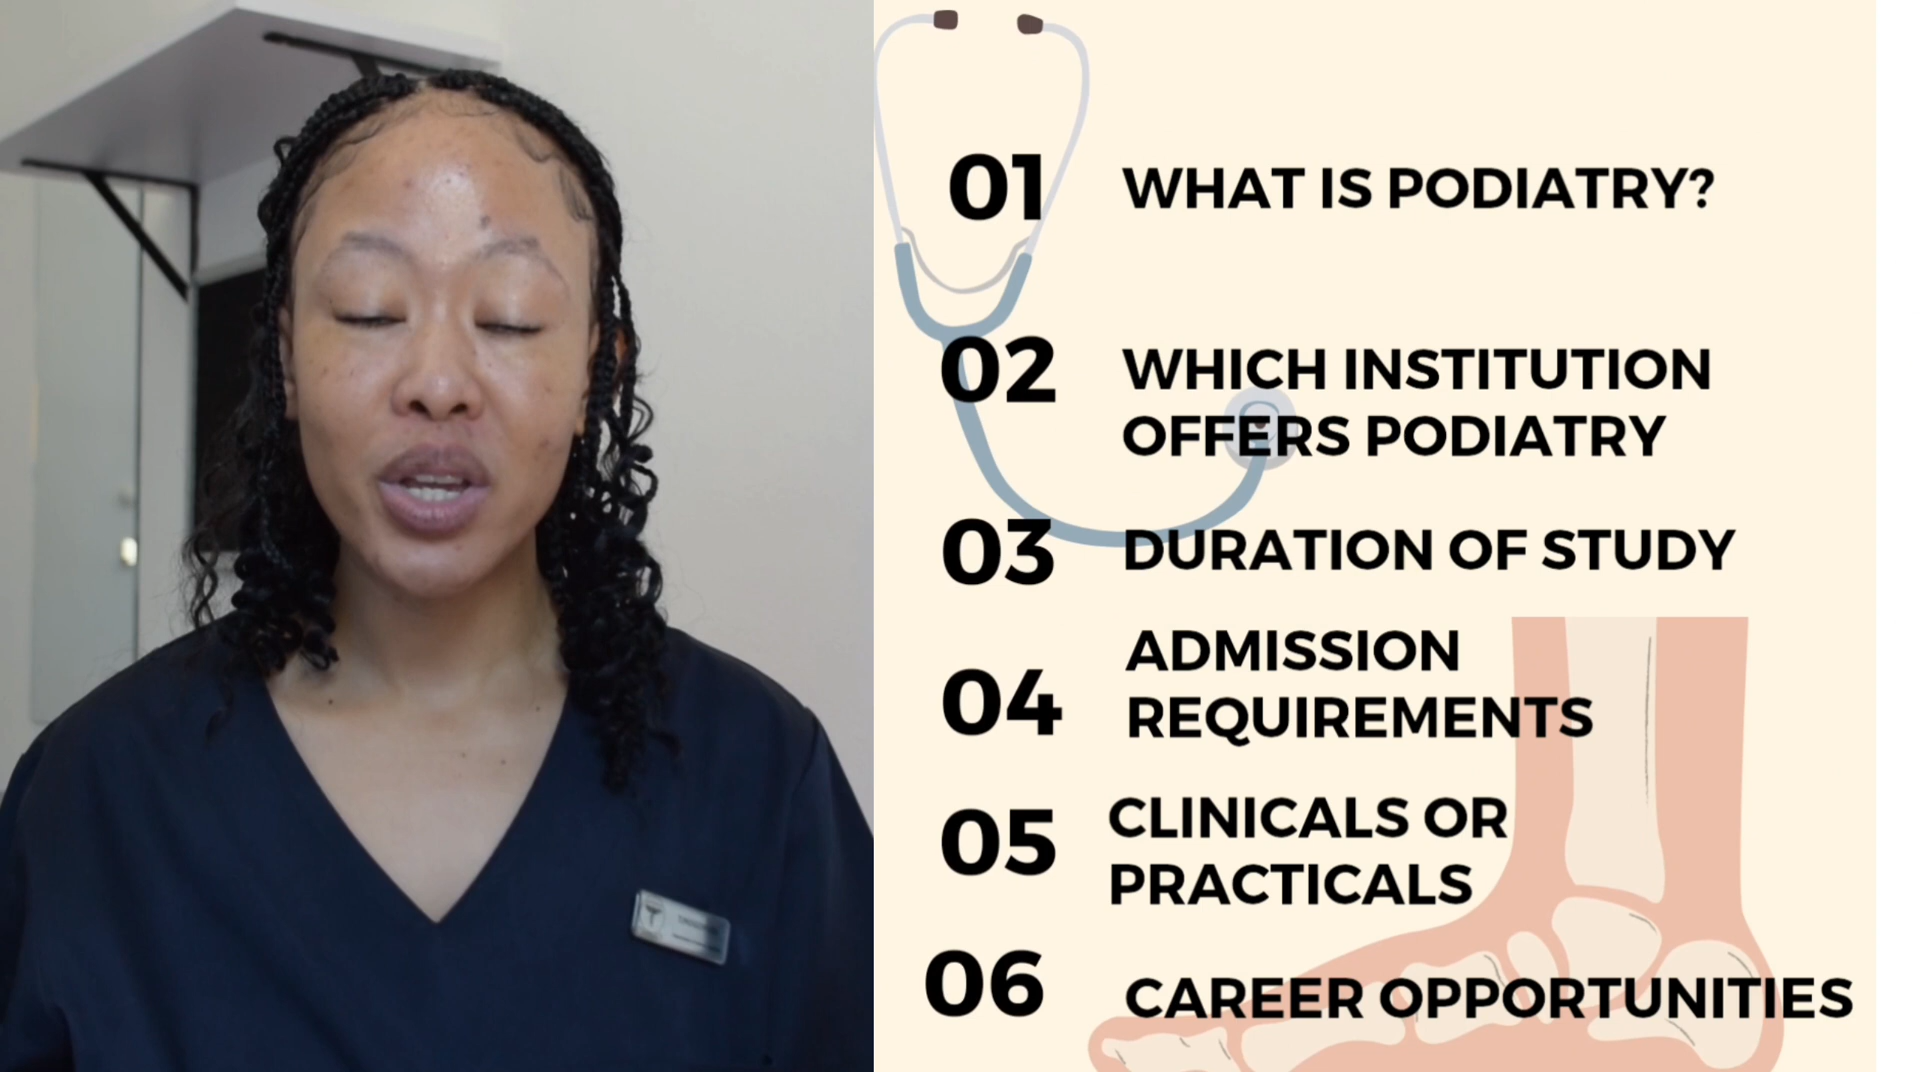 01 WHAT IS PODIATRY?
02 WHICH INSTITUTION
OFFERS PODIATRY
03 DURATION OF STUDY
04 ADMISSION
REQUIREMENTS
05 CLINICALS OR
PRACTICALS
06 CAREER OPPORTUNITIES